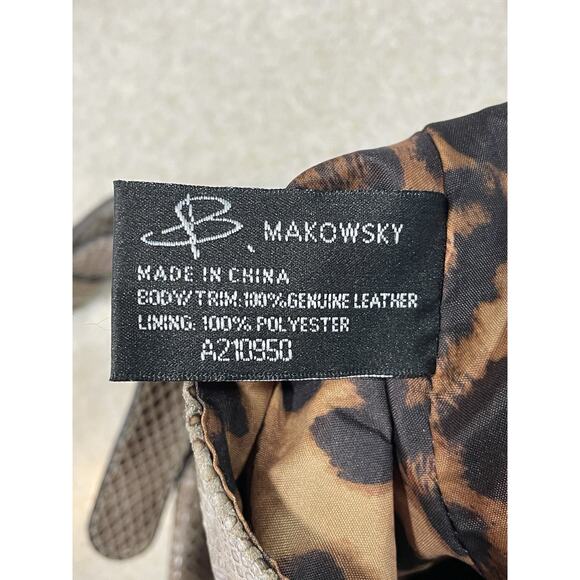 B. MAKOWSKY
MADE IN CHINA
BODY/TRIM:100%GENUINE LEATHER
LINING: 100% POLYESTER
A210950